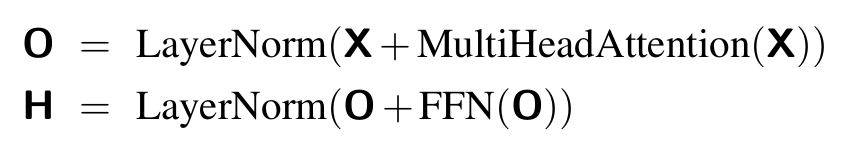 O = LayerNorm(X + MultiHeadAttention(X))
H = LayerNorm(O + FFN(O))